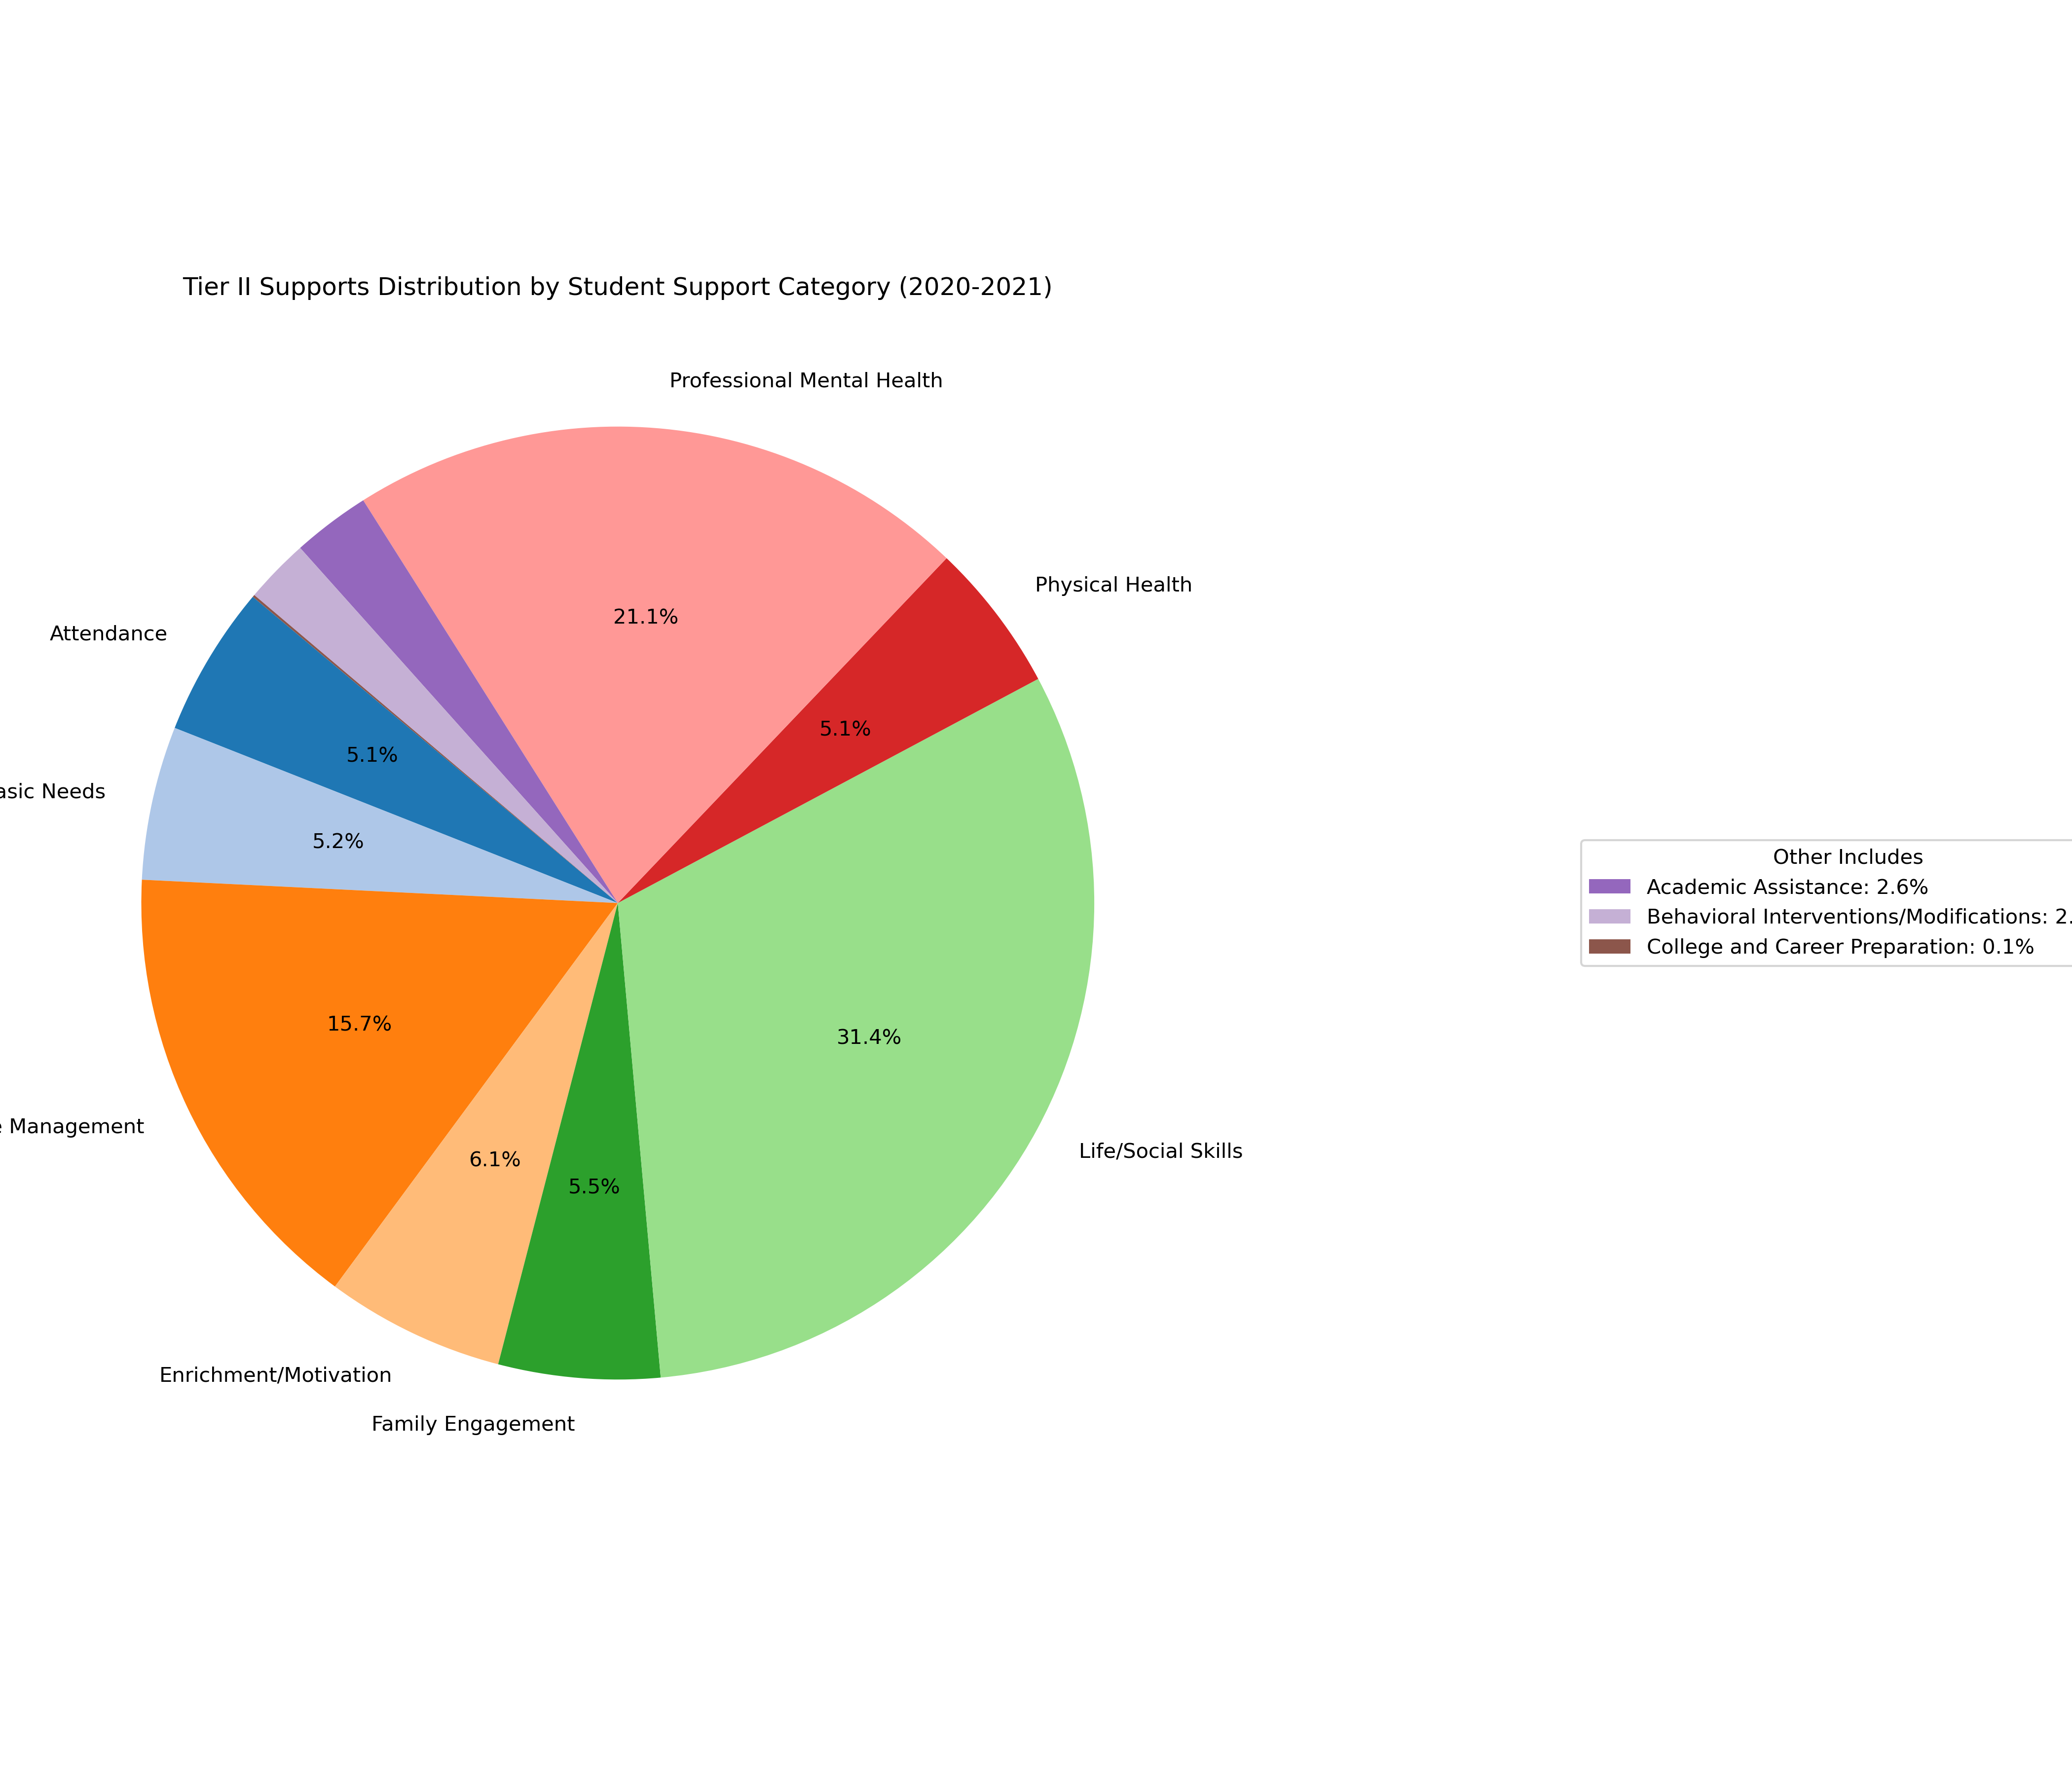 Tier II Supports Distribution by Student Support Category (2020-2021)
Professional Mental Health
Physical Health
21.1%
Attendance
5.1%
5.1%
Needs
5.2%
Other Includes
Academic Assistance: 2.6%
Behavioral Interventions/Modifications: 2.
College and Career Preparation: 0.1%
15.7%
31.4%
Management
6.1%
Life/Social Skills
5.5%
Enrichment/Motivation
Family Engagement